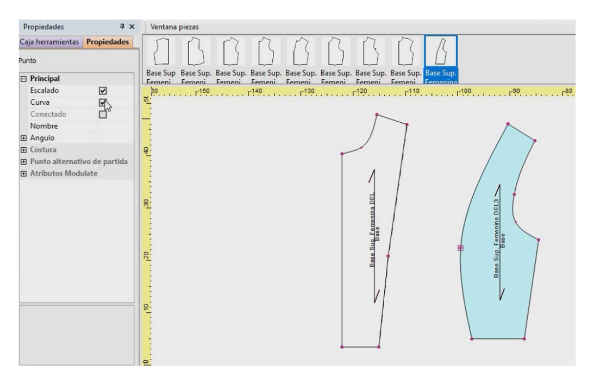 Propiedades
Ventana piezas
Caja herramientas Propiedades
Punto
Principal
Escalado
Curva
Conectado
Nombre
Angulo
Costura
Punto alternativo de partida
Atributos Modulate
Base Sup. Base Sup. Base Sup. Base Sup. Base Sup. Base Sup. Base Sup. Base Sup. Base Sup.
Femeni Femeni Femeni Femeni Femeni Femeni Femeni Femeni Femenina
-150 -140 -130 -120 -110 -100 -90 -80
50
40
30
20
10
0
Base Sup. Femenina DEL
Base
Base Sup. Femenina DEL3
Base